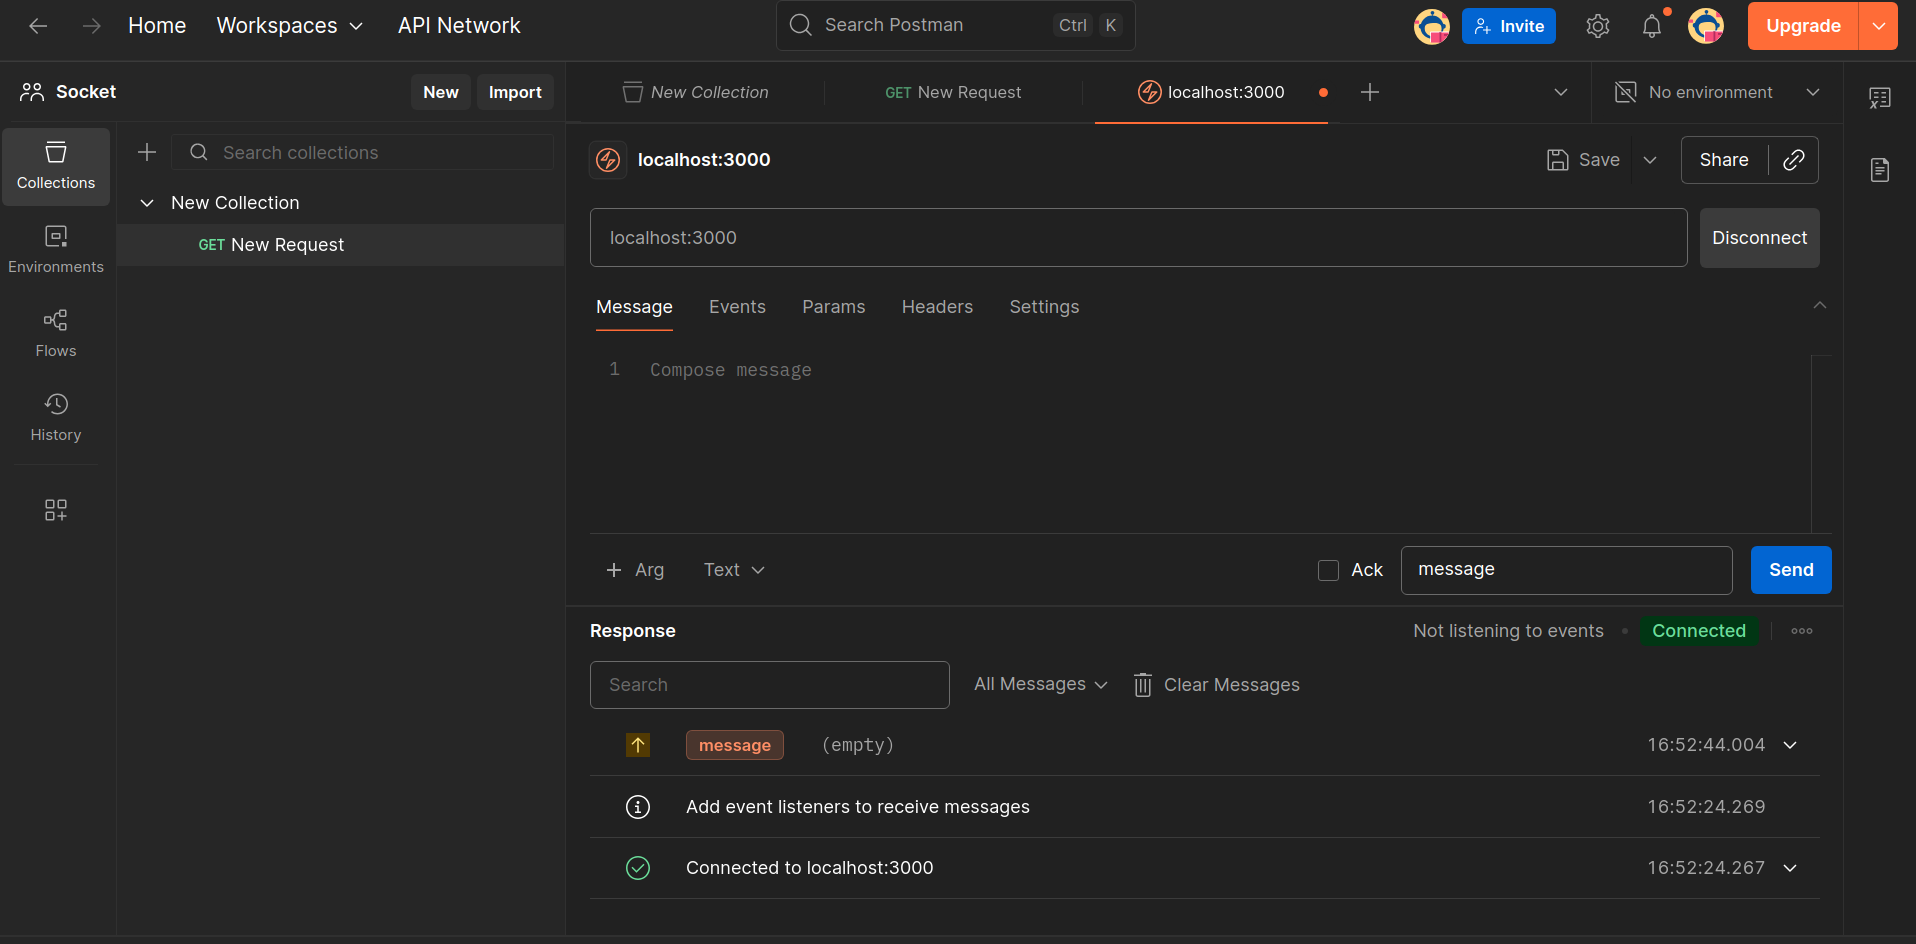 Home Workspaces API Network Search Postman Ctrl K Invite Upgrade
Socket New Import New Collection GET New Request localhost:3000 No environment
Collections
Environments
Flows
History
Search collections
New Collection
GET New Request
localhost:3000 Save Share
localhost:3000 Disconnect
Message Events Params Headers Settings
1 Compose message
Arg Text Ack message Send
Response Not listening to events Connected
Search All Messages Clear Messages
message (empty) 16:52:44.004
Add event listeners to receive messages 16:52:24.269
Connected to localhost:3000 16:52:24.267